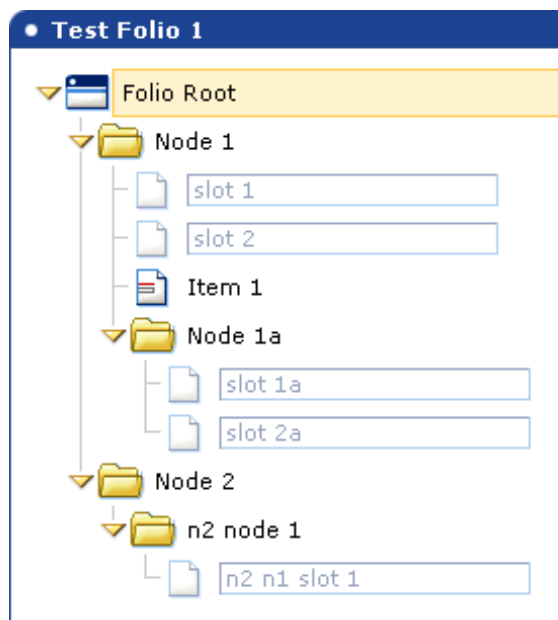 Test Folio 1
Folio Root
Node 1
slot 1
slot 2
Item 1
Node 1a
slot 1a
slot 2a
Node 2
n2 node 1
n2 n1 slot 1